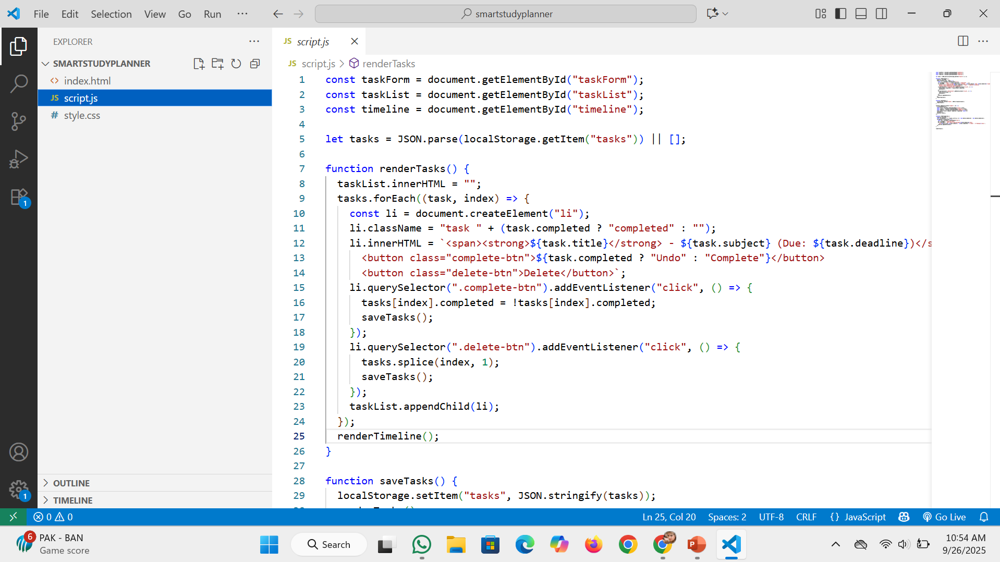 File Edit Selection View Go Run ···
smartstudyplanner
EXPLORER
SMARTSTUDYPLANNER
index.html
JS script.js
# style.css
OUTLINE
TIMELINE
1
1
JS script.js
JS script.js > renderTasks
1 const taskForm = document.getElementById("taskForm");
2 const taskList = document.getElementById("taskList");
3 const timeline = document.getElementById("timeline");
4
5 let tasks = JSON.parse(localStorage.getItem("tasks")) || [];
6
7 function renderTasks() {
8 taskList.innerHTML = "";
9 tasks.forEach((task, index) => {
10 const li = document.createElement("li");
11 li.className = "task " + (task.completed ? "completed" : "");
12 li.innerHTML = `<span><strong>${task.title}</strong> - ${task.subject} (Due: ${task.deadline})</s
13 <button class="complete-btn">${task.completed ? "Undo" : "Complete"}</button>
14 <button class="delete-btn">Delete</button>`;
15 li.querySelector(".complete-btn").addEventListener("click", () => {
16 tasks[index].completed = !tasks[index].completed;
17 saveTasks();
18 });
19 li.querySelector(".delete-btn").addEventListener("click", () => {
20 tasks.splice(index, 1);
21 saveTasks();
22 });
23 taskList.appendChild(li);
24 });
25 renderTimeline();
26 }
27
28 function saveTasks() {
29 localStorage.setItem("tasks", JSON.stringify(tasks));
0 0
Ln 25, Col 20 Spaces: 2 UTF-8 CRLF {} JavaScript Go Live
6
PAK - BAN
Game score
Search
10:54 AM
9/26/2025